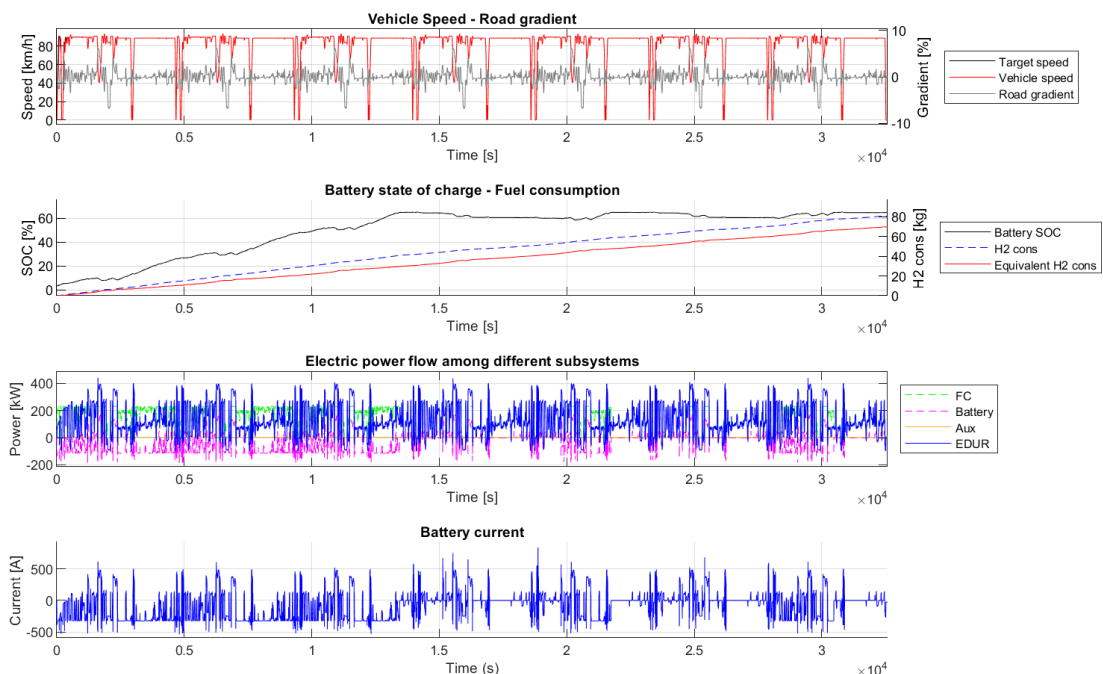 Vehicle Speed - Road gradient
Speed [km/h]
80
60
40
20
0
10
0
-10
Gradient [%]
0
0.5
1
1.5
2
2.5
3
Time [s]
×10⁴
Target speed
Vehicle speed
Road gradient
Battery state of charge - Fuel consumption
SOC [%]
60
40
20
0
80
60
40
20
0
H2 cons [kg]
0
0.5
1
1.5
2
2.5
3
Time [s]
×10⁴
Battery SOC
H2 cons
Equivalent H2 cons
Electric power flow among different subsystems
Power [kW]
400
200
0
-200
0
0.5
1
1.5
2
2.5
3
Time [s]
×10⁴
FC
Battery
Aux
EDUR
Battery current
Current [A]
500
0
-500
0
0.5
1
1.5
2
2.5
3
Time (s)
×10⁴